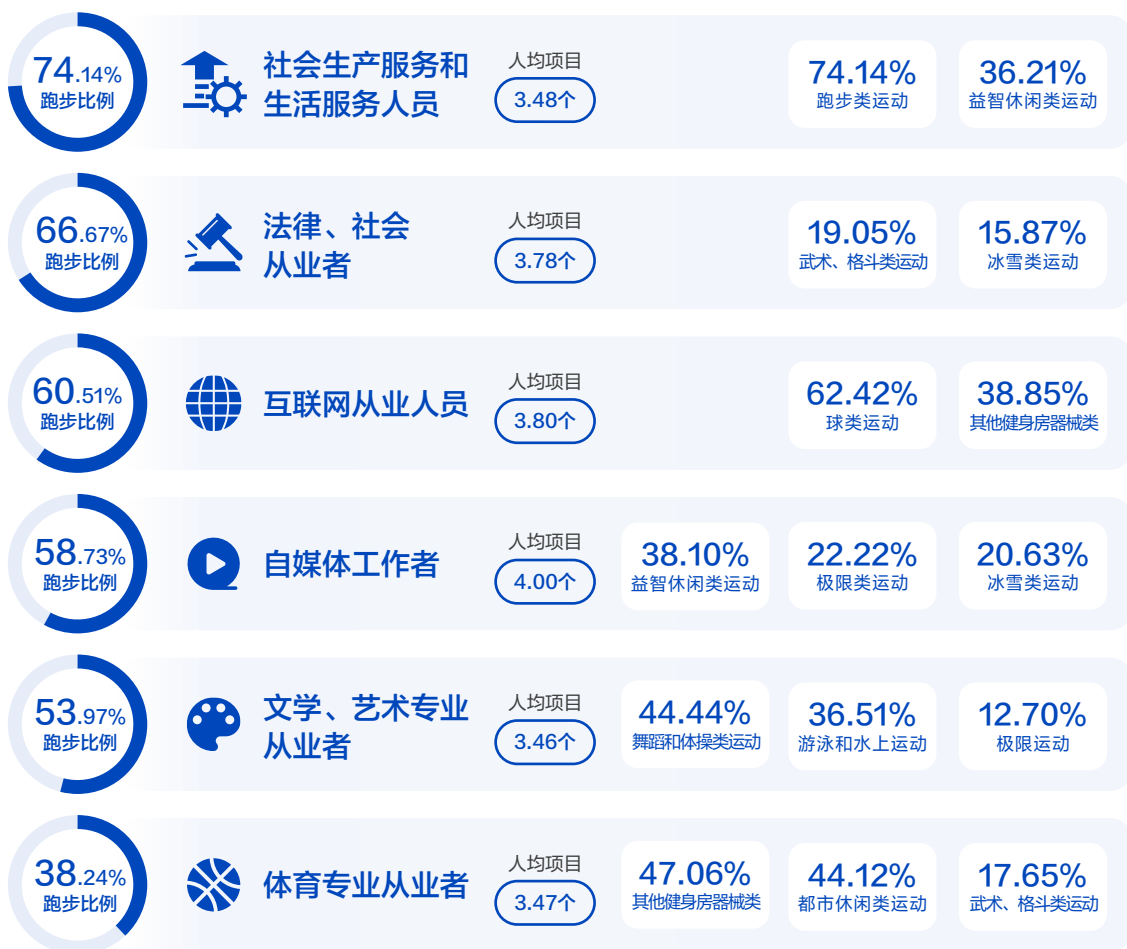 74.14%
跑步比例
社会生产服务和
生活服务人员
人均项目
3.48个
74.14%
跑步类运动
36.21%
益智休闲类运动
66.67%
跑步比例
法律、社会
从业者
人均项目
3.78个
19.05%
武术、格斗类运动
15.87%
冰雪类运动
60.51%
跑步比例
互联网从业人员
人均项目
3.80个
62.42%
球类运动
38.85%
其他健身房器械类
58.73%
跑步比例
自媒体工作者
人均项目
4.00个
38.10%
益智休闲类运动
22.22%
极限类运动
20.63%
冰雪类运动
53.97%
跑步比例
文学、艺术专业
从业者
人均项目
3.46个
44.44%
舞蹈和体操类运动
36.51%
游泳和水上运动
12.70%
极限运动
38.24%
跑步比例
体育专业从业者
人均项目
3.47个
47.06%
其他健身房器械类
44.12%
都市休闲类运动
17.65%
武术、格斗类运动